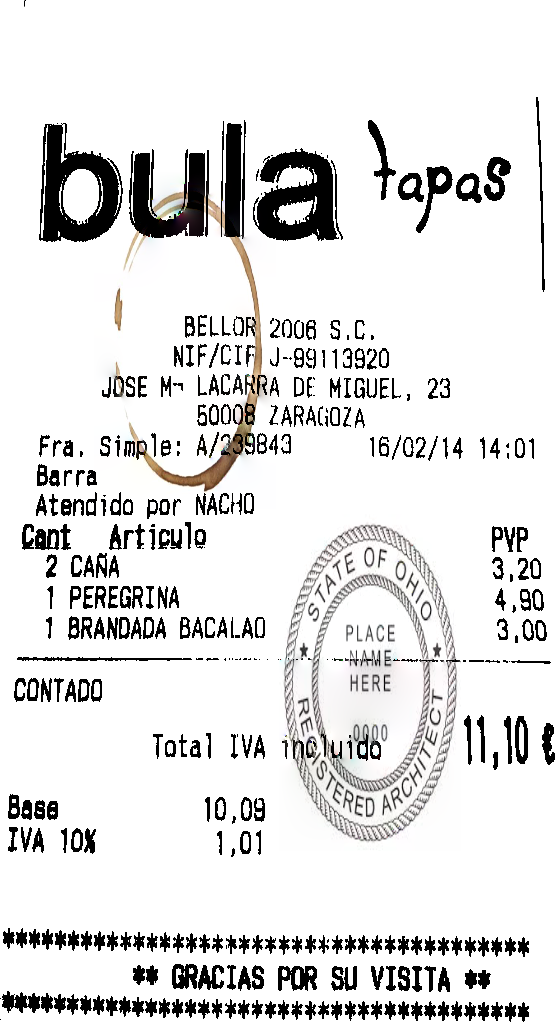 bula tapas
BELLOR 2006 S.C.
NIF/CIF J-99113920
JOSE Mª LACARRA DE MIGUEL, 23
50008 ZARAGOZA
Fra. Simple: A/239843 16/02/14 14:01
Barra
Atendido por NACHO
Cant Articulo PVP
2 CAÑA 3,20
1 PEREGRINA 4,90
1 BRANDADA BACALAO 3,00
STATE OF OHIO
PLACE
NAME
HERE
0000
REGISTERED ARCHITECT
CONTADO
Total IVA incluido 11,10 €
Base 10,09
IVA 10% 1,01
****************************************
** GRACIAS POR SU VISITA **
****************************************